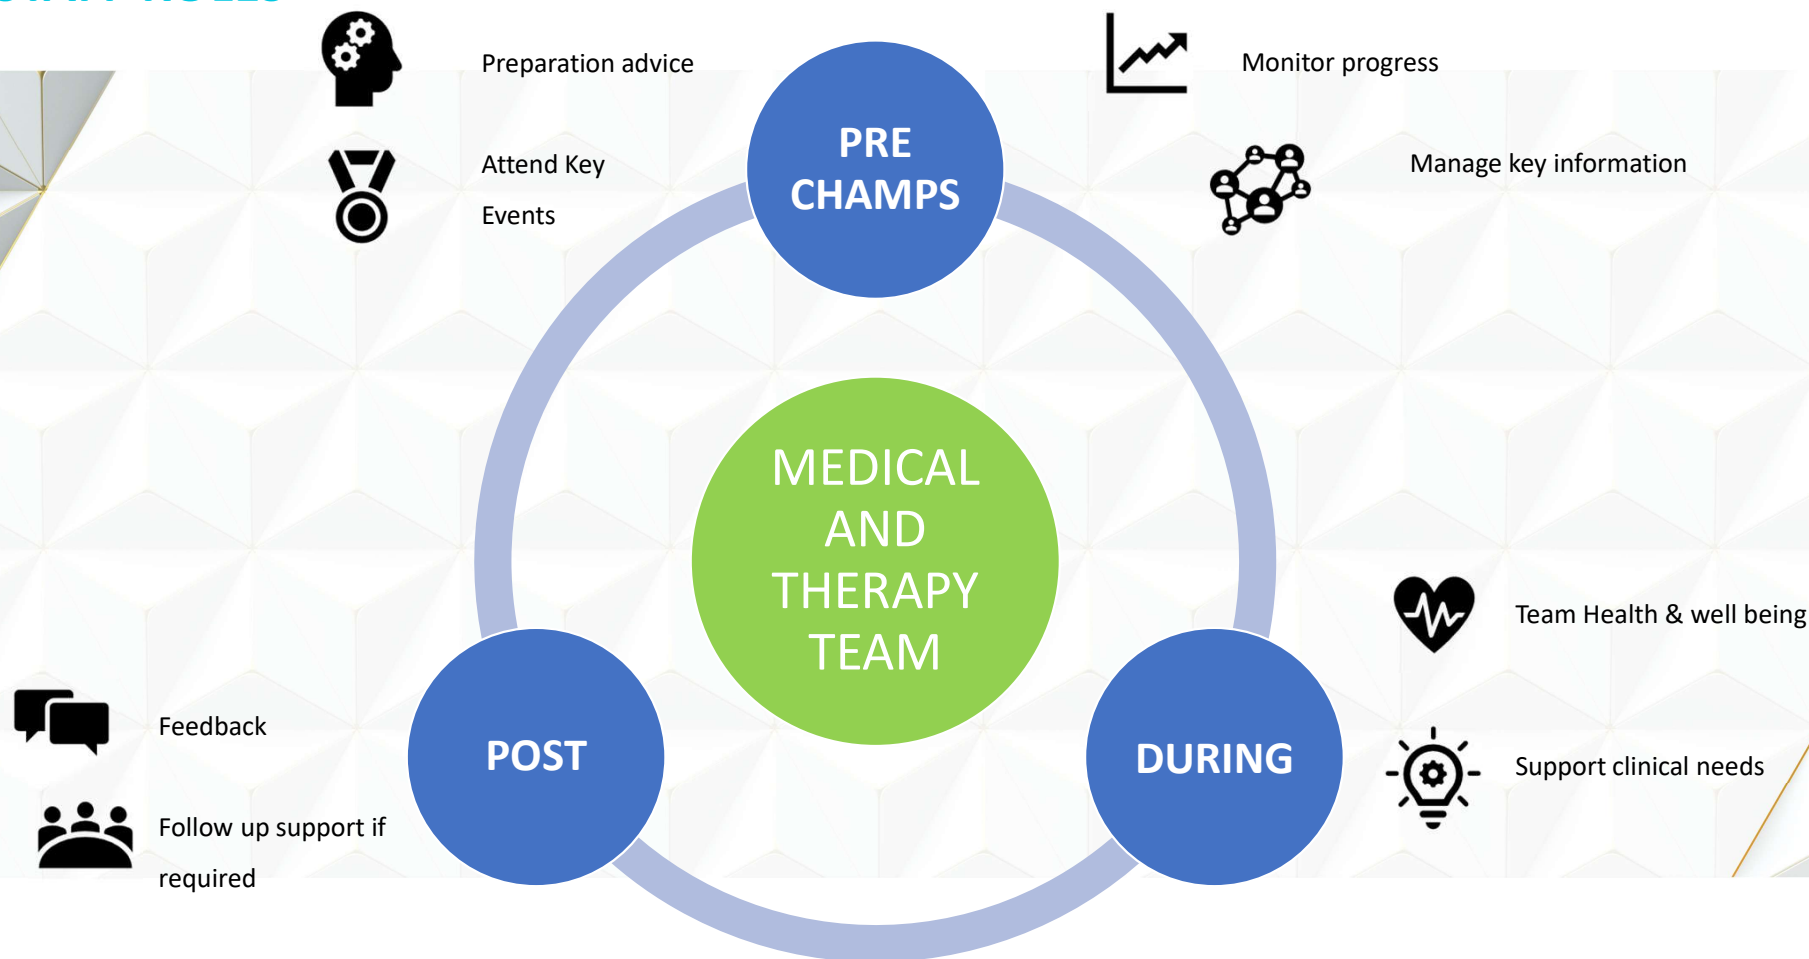 Preparation advice
Attend Key
Events
PRE
CHAMPS
Monitor progress
Manage key information
MEDICAL
AND
THERAPY
TEAM
Team Health & well being
Support clinical needs
DURING
POST
Feedback
Follow up support if
required